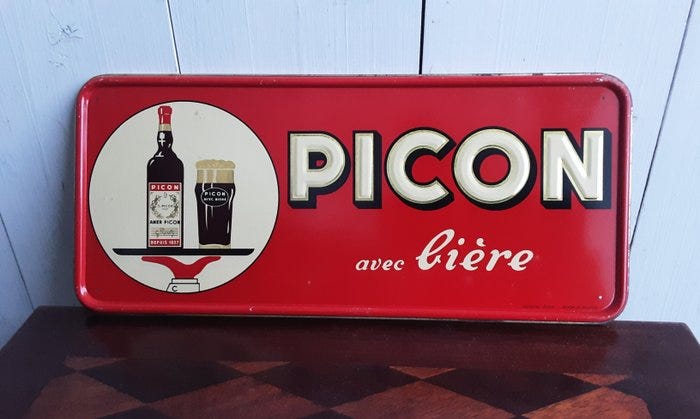 PICON
avec bière
PICON
AMER PICON
DEPUIS 1837
PICON
AVEC BIÈRE
C